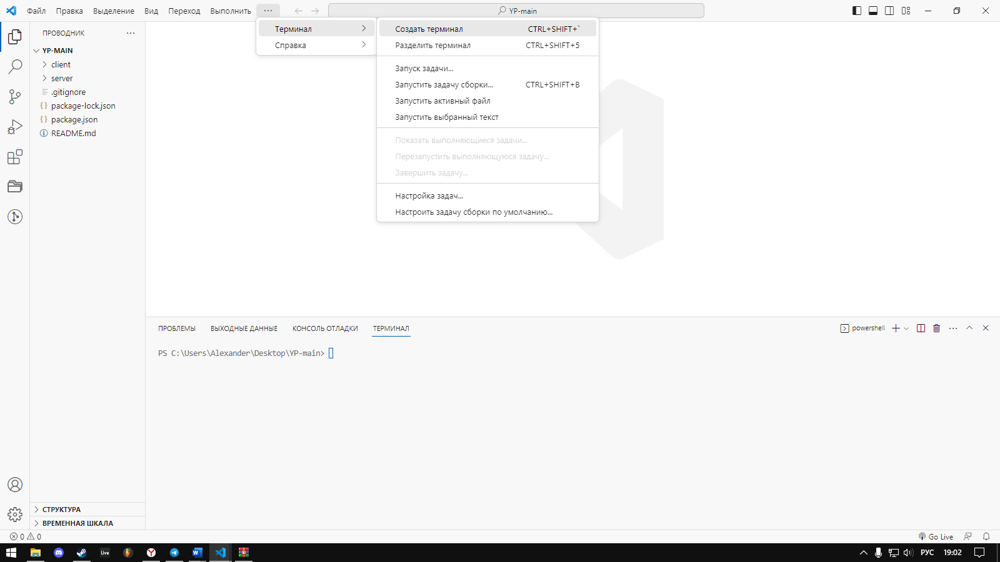 Файл Правка Выделение Вид Переход Выполнить ··· YP-main
ПРОВОДНИК
YP-MAIN
client
server
.gitignore
package-lock.json
package.json
README.md
СТРУКТУРА
ВРЕМЕННАЯ ШКАЛА
Терминал
Справка
Создать терминал CTRL+SHIFT+`
Разделить терминал CTRL+SHIFT+5
Запуск задачи...
Запустить задачу сборки... CTRL+SHIFT+B
Запустить активный файл
Запустить выбранный текст
Показать выполняющиеся задачи...
Перезапустить выполняющуюся задачу...
Завершить задачу...
Настройка задач...
Настроить задачу сборки по умолчанию...
ПРОБЛЕМЫ ВЫХОДНЫЕ ДАННЫЕ КОНСОЛЬ ОТЛАДКИ ТЕРМИНАЛ powershell
PS C:\Users\Alexander\Desktop\YP-main>
0 0 Go Live
Live РУС 19:02